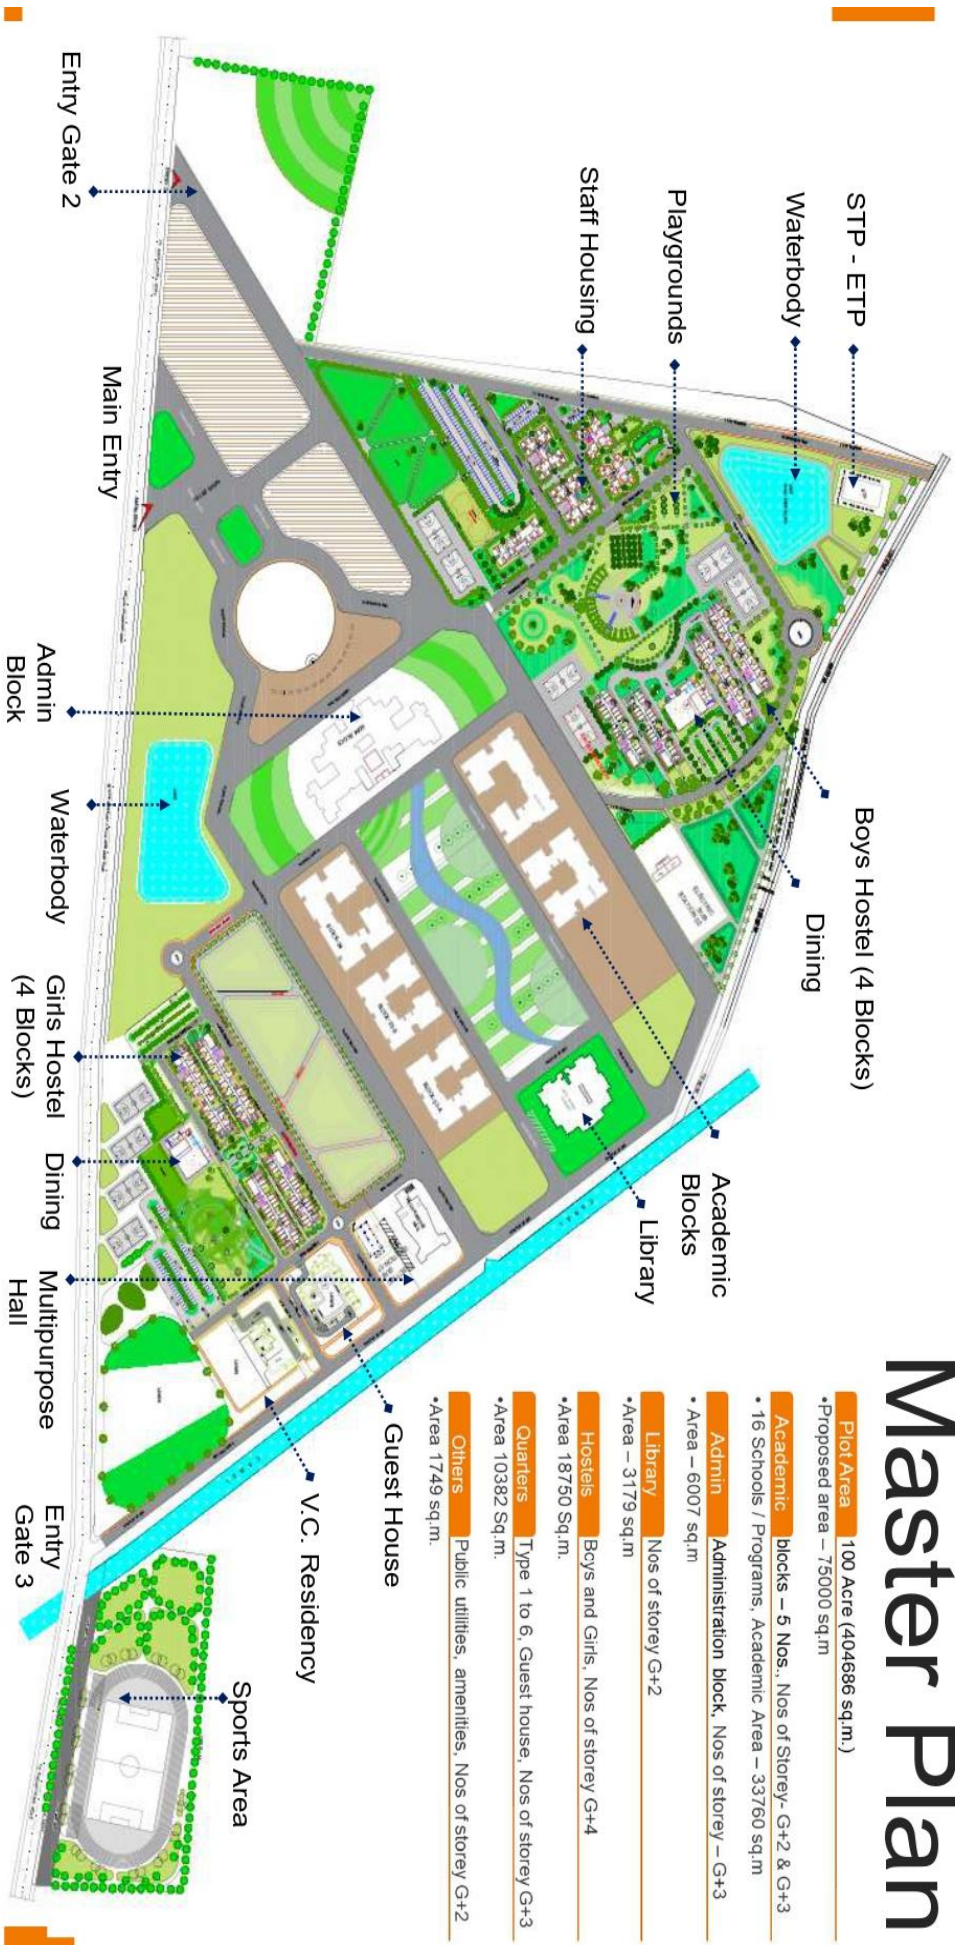 Master Plan
Plot Area 100 Acre (404686 sq.m.)
•Proposed area – 75000 sq.m
Academic blocks – 5 Nos., Nos of Storey- G+2 & G+3
• 16 Schools / Programs, Academic Area – 33760 sq.m
Admin Administration block, Nos of storey – G+3
• Area – 6007 sq.m
Library Nos of storey G+2
•Area – 3179 sq.m
Hostels Boys and Girls, Nos of storey G+4
•Area 18750 Sq.m.
Quarters Type 1 to 6, Guest house, Nos of storey G+3
•Area 10382 Sq.m.
Others Public utilities, amenities, Nos of storey G+2
•Area 1749 sq.m.
STP - ETP
Waterbody
Playgrounds
Staff Housing
Boys Hostel (4 Blocks)
Dining
Academic
Blocks
Library
Guest House
V.C. Residency
Sports Area
Entry Gate 2
Main Entry
Admin
Block
Waterbody
Girls Hostel
(4 Blocks)
Dining
Multipurpose
Hall
Entry
Gate 3